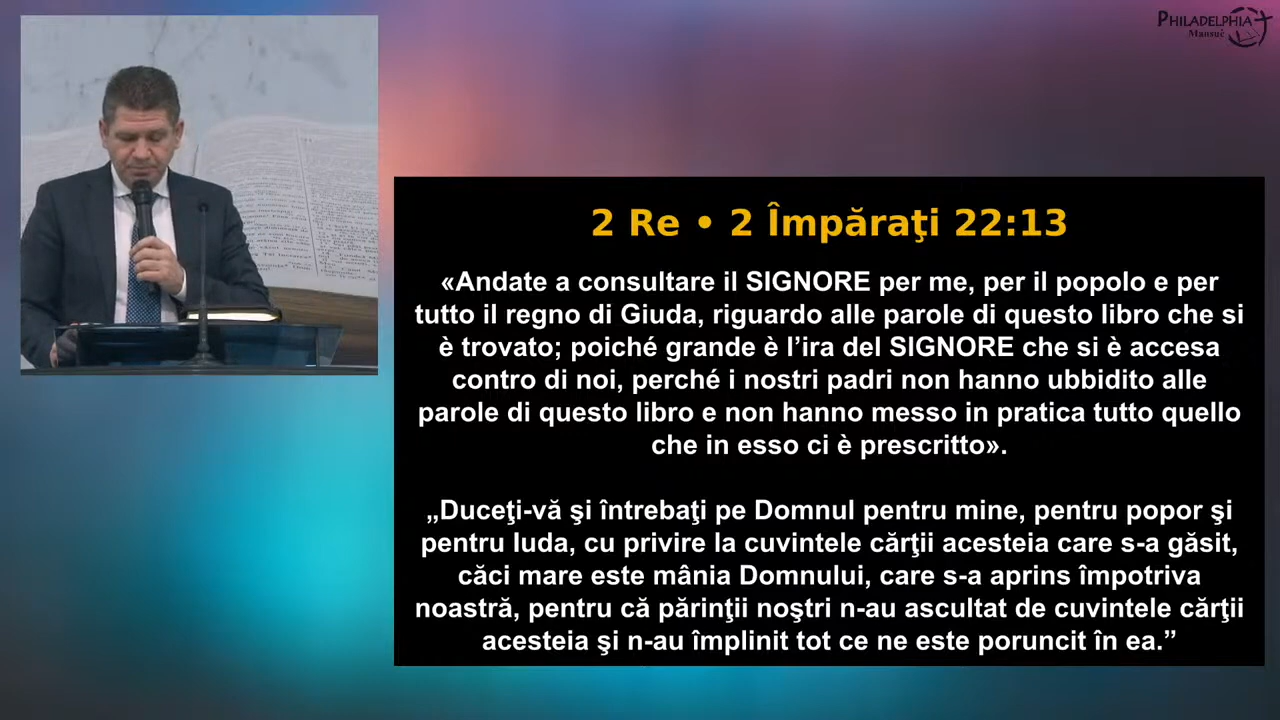 PHILADELPHIA
Mansuè
2 Re • 2 Împăraţi 22:13
«Andate a consultare il SIGNORE per me, per il popolo e per
tutto il regno di Giuda, riguardo alle parole di questo libro che si
è trovato; poiché grande è l’ira del SIGNORE che si è accesa
contro di noi, perché i nostri padri non hanno ubbidito alle
parole di questo libro e non hanno messo in pratica tutto quello
che in esso ci è prescritto».
„Duceţi-vă şi întrebaţi pe Domnul pentru mine, pentru popor şi
pentru Iuda, cu privire la cuvintele cărţii acesteia care s-a găsit,
căci mare este mânia Domnului, care s-a aprins împotriva
noastră, pentru că părinţii noştri n-au ascultat de cuvintele cărţii
acesteia şi n-au împlinit tot ce ne este poruncit în ea.”